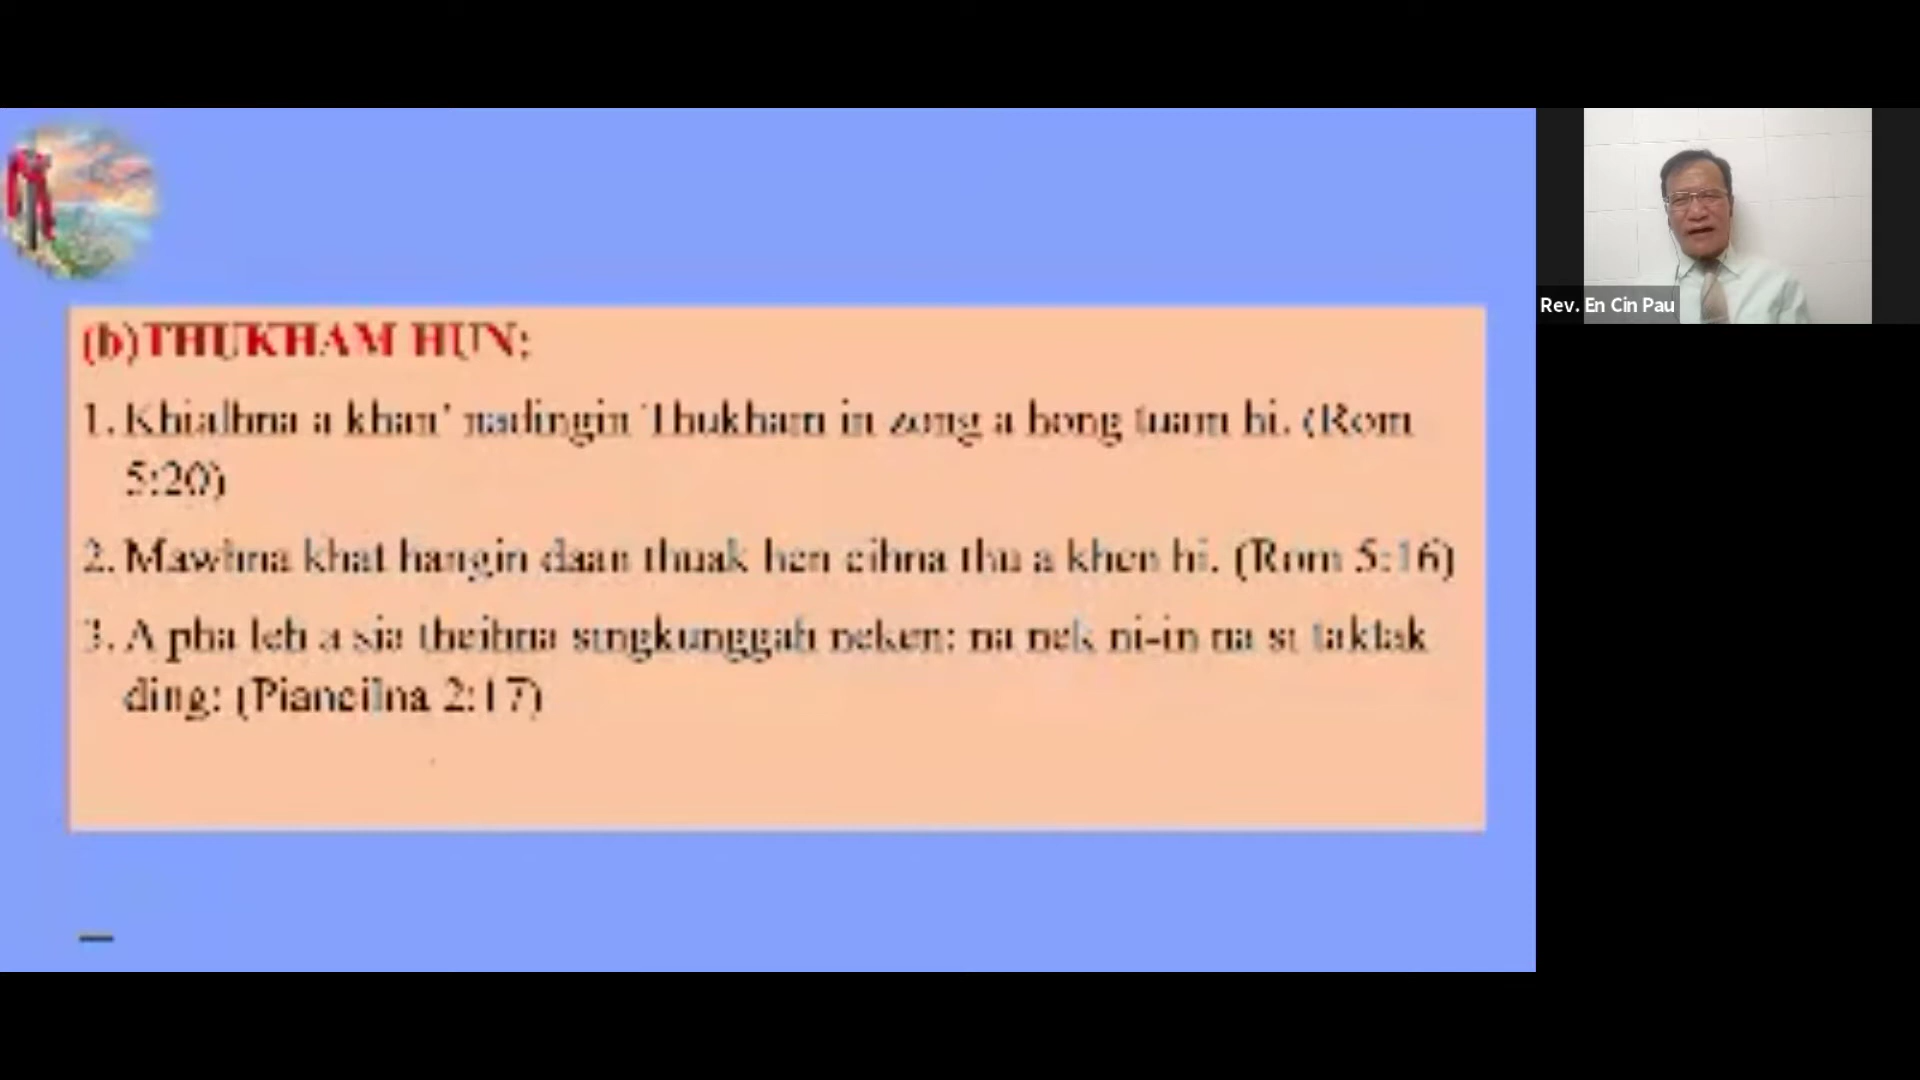 (b)THUKHAM HUN:
1. Khialhna a khan' nadingin Thukham in zong a hong tuam hi. (Rom
5:20)
2. Mawhna khat hangin daan thuak hen cihna thu a khen hi. (Rom 5:16)
3. A pha leh a sia theihna singkunggah neken: na nek ni-in na si taktak
ding: (Piancilna 2:17)
Rev. En Cin Pau